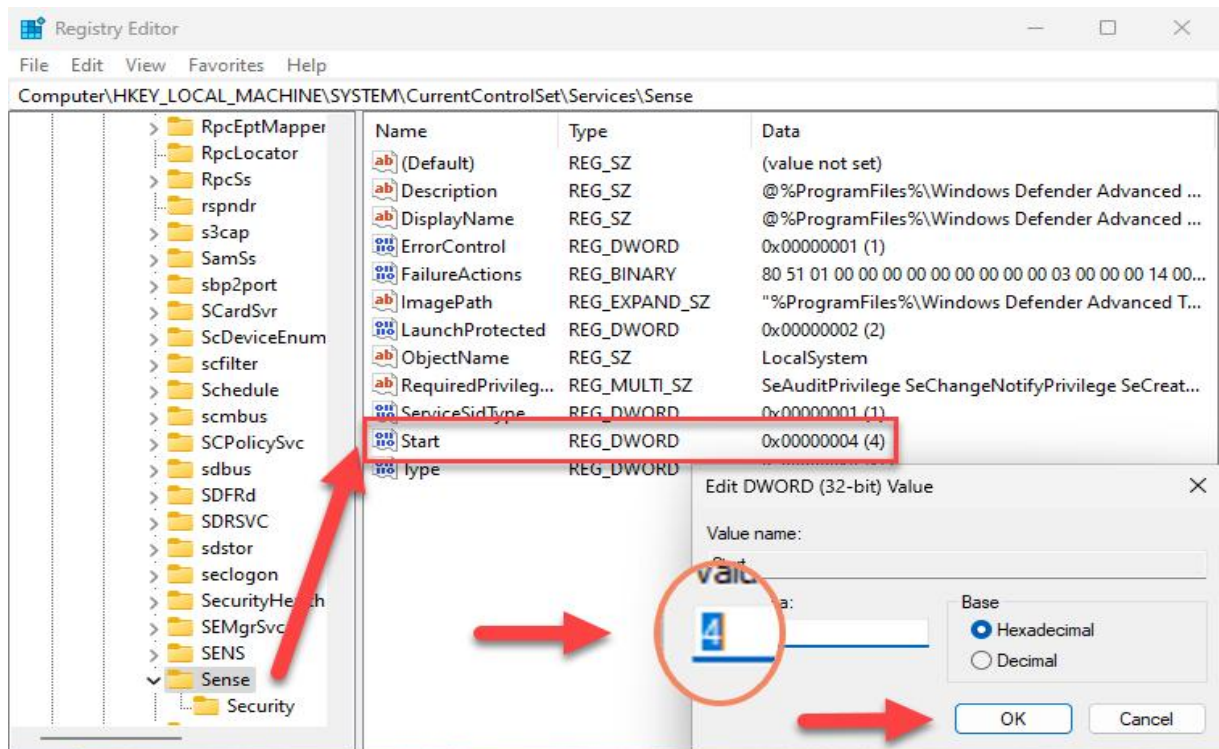 Registry Editor
File Edit View Favorites Help
Computer\HKEY_LOCAL_MACHINE\SYSTEM\CurrentControlSet\Services\Sense
RpcEptMapper
RpcLocator
RpcSs
rspndr
s3cap
SamSs
sbp2port
SCardSvr
ScDeviceEnum
scfilter
Schedule
scmbus
SCPolicySvc
sdbus
SDFRd
SDRSVC
sdstor
seclogon
SecurityHealth
SEMgrSvc
SENS
Sense
Security
Name Type Data
(Default) REG_SZ (value not set)
Description REG_SZ @%ProgramFiles%\Windows Defender Advanced ...
DisplayName REG_SZ @%ProgramFiles%\Windows Defender Advanced ...
ErrorControl REG_DWORD 0x00000001 (1)
FailureActions REG_BINARY 80 51 01 00 00 00 00 00 00 00 00 00 03 00 00 00 14 00...
ImagePath REG_EXPAND_SZ "%ProgramFiles%\Windows Defender Advanced T...
LaunchProtected REG_DWORD 0x00000002 (2)
ObjectName REG_SZ LocalSystem
RequiredPrivileg... REG_MULTI_SZ SeAuditPrivilege SeChangeNotifyPrivilege SeCreat...
ServiceSidType REG_DWORD 0x00000001 (1)
Start REG_DWORD 0x00000004 (4)
Type REG_DWORD
Edit DWORD (32-bit) Value
Value name:
4
Base
Hexadecimal
Decimal
OK Cancel